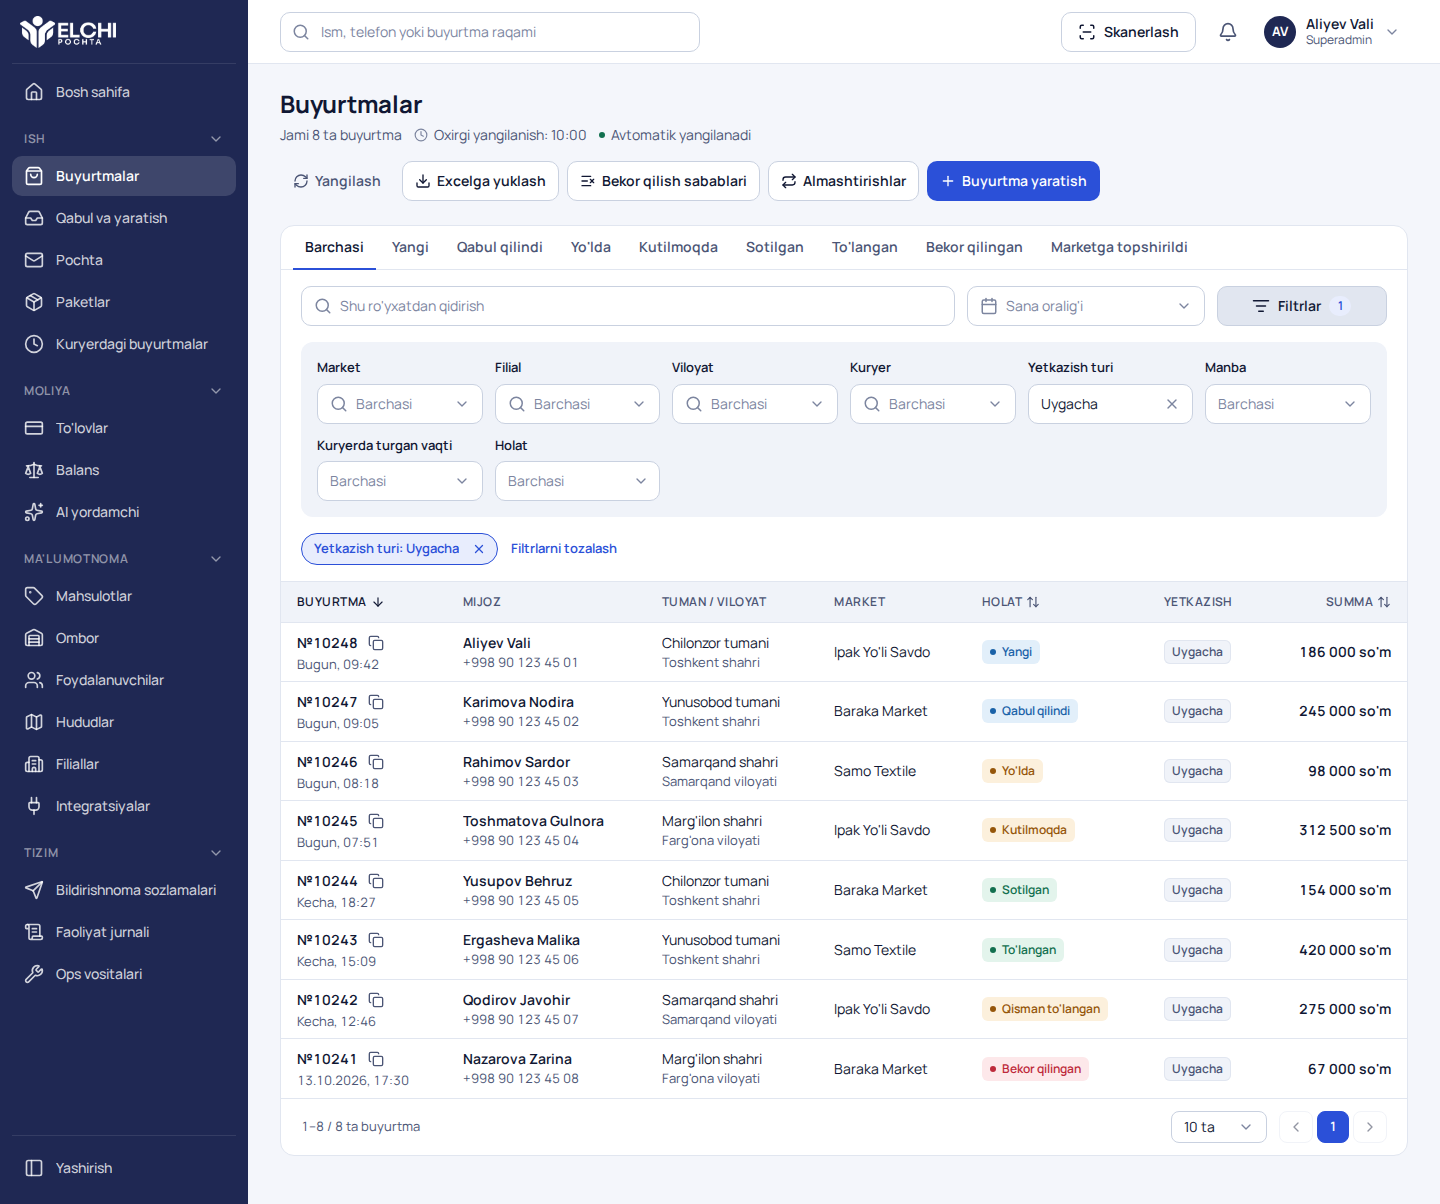 ELCHI
POCHTA
Ism, telefon yoki buyurtma raqami
Skanerlash
AV
Aliyev Vali
Superadmin
Bosh sahifa
ISH
Buyurtmalar
Qabul va yaratish
Pochta
Paketlar
Kuryerdagi buyurtmalar
MOLIYA
To'lovlar
Balans
AI yordamchi
MA'LUMOTNOMA
Mahsulotlar
Ombor
Foydalanuvchilar
Hududlar
Filiallar
Integratsiyalar
TIZIM
Bildirishnoma sozlamalari
Faoliyat jurnali
Ops vositalari
Yashirish
Buyurtmalar
Jami 8 ta buyurtma Oxirgi yangilanish: 10:00 Avtomatik yangilanadi
Yangilash Excelga yuklash Bekor qilish sabablari Almashtirishlar Buyurtma yaratish
Barchasi Yangi Qabul qilindi Yo'lda Kutilmoqda Sotilgan To'langan Bekor qilingan Marketga topshirildi
Shu ro'yxatdan qidirish Sana oralig'i Filtrlar 1
Market Filial Viloyat Kuryer Yetkazish turi Manba
Barchasi Barchasi Barchasi Barchasi Uygacha Barchasi
Kuryerda turgan vaqti Holat
Barchasi Barchasi
Yetkazish turi: Uygacha Filtrlarni tozalash
BUYURTMA MIJOZ TUMAN / VILOYAT MARKET HOLAT YETKAZISH SUMMA
№10248 Aliyev Vali Chilonzor tumani Ipak Yo'li Savdo Yangi Uygacha 186 000 so'm
Bugun, 09:42 +998 90 123 45 01 Toshkent shahri
№10247 Karimova Nodira Yunusobod tumani Baraka Market Qabul qilindi Uygacha 245 000 so'm
Bugun, 09:05 +998 90 123 45 02 Toshkent shahri
№10246 Rahimov Sardor Samarqand shahri Samo Textile Yo'lda Uygacha 98 000 so'm
Bugun, 08:18 +998 90 123 45 03 Samarqand viloyati
№10245 Toshmatova Gulnora Marg'ilon shahri Ipak Yo'li Savdo Kutilmoqda Uygacha 312 500 so'm
Bugun, 07:51 +998 90 123 45 04 Farg'ona viloyati
№10244 Yusupov Behruz Chilonzor tumani Baraka Market Sotilgan Uygacha 154 000 so'm
Kecha, 18:27 +998 90 123 45 05 Toshkent shahri
№10243 Ergasheva Malika Yunusobod tumani Samo Textile To'langan Uygacha 420 000 so'm
Kecha, 15:09 +998 90 123 45 06 Toshkent shahri
№10242 Qodirov Javohir Samarqand shahri Ipak Yo'li Savdo Qisman to'langan Uygacha 275 000 so'm
Kecha, 12:46 +998 90 123 45 07 Samarqand viloyati
№10241 Nazarova Zarina Marg'ilon shahri Baraka Market Bekor qilingan Uygacha 67 000 so'm
13.10.2026, 17:30 +998 90 123 45 08 Farg'ona viloyati
1–8 / 8 ta buyurtma 10 ta 1